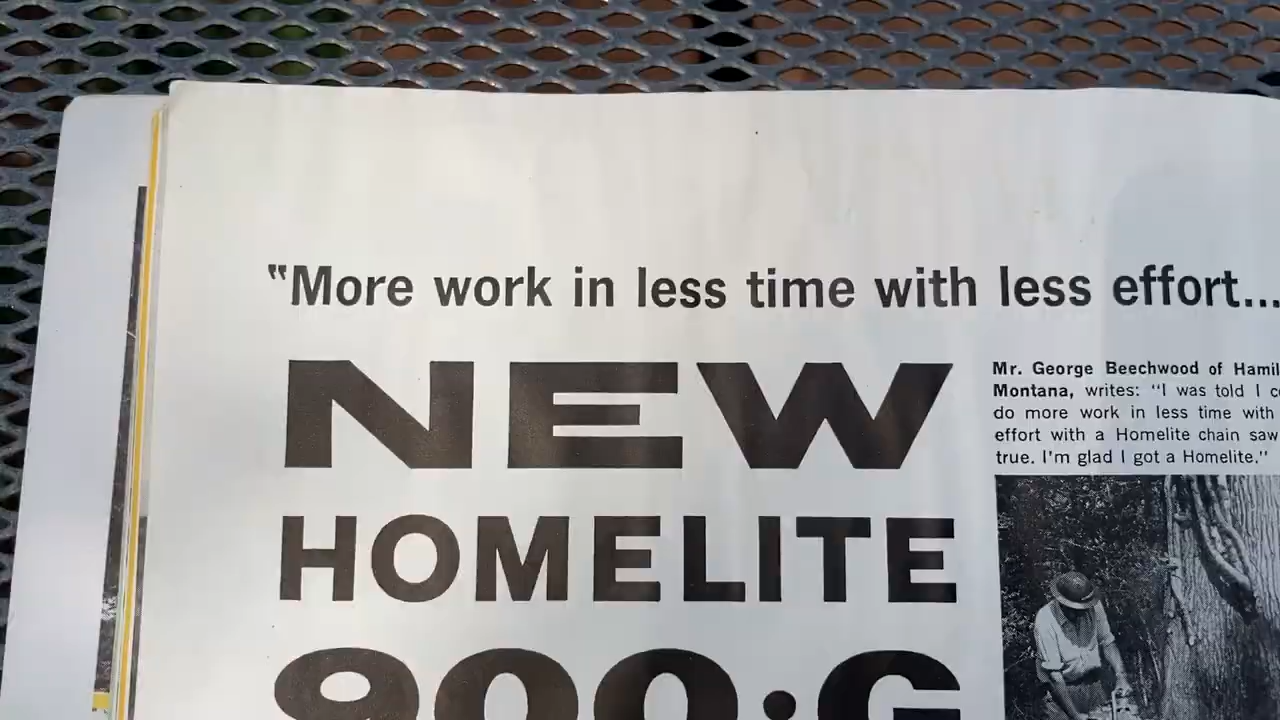 "More work in less time with less effort...
NEW
HOMELITE
900·G
Mr. George Beechwood of
Montana, writes: "I was told I
do more work in less time with
effort with a Homelite chain saw
true. I'm glad I got a Homelite."